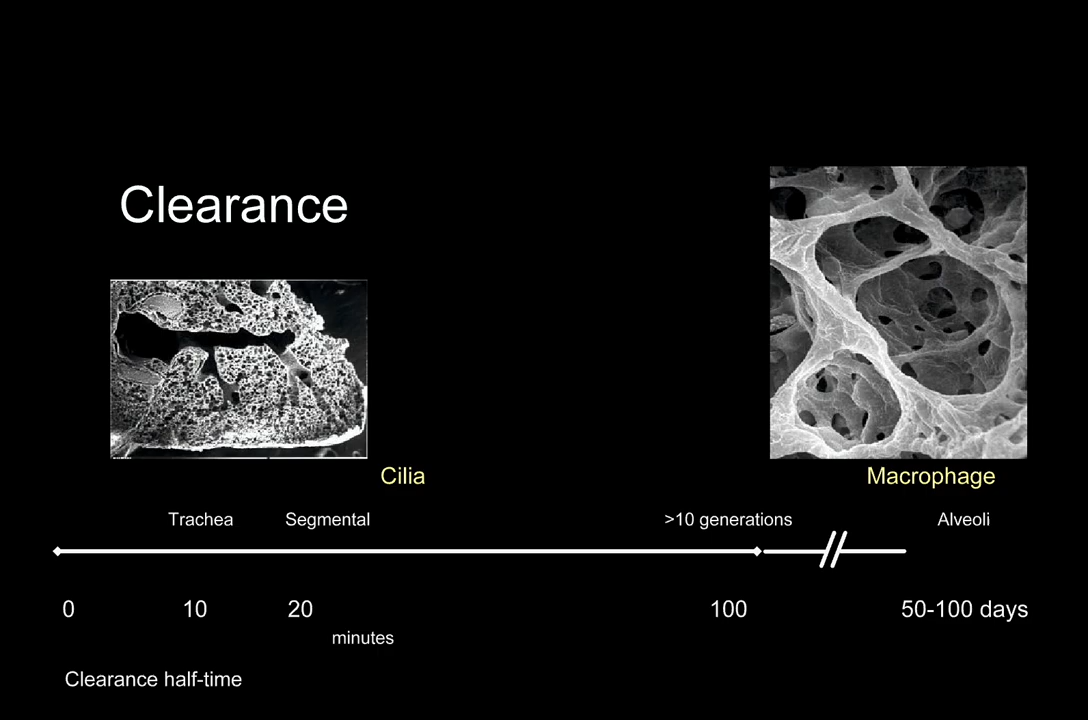 Clearance
Cilia
Macrophage
Trachea
Segmental
>10 generations
Alveoli
0
10
20
100
50-100 days
minutes
Clearance half-time